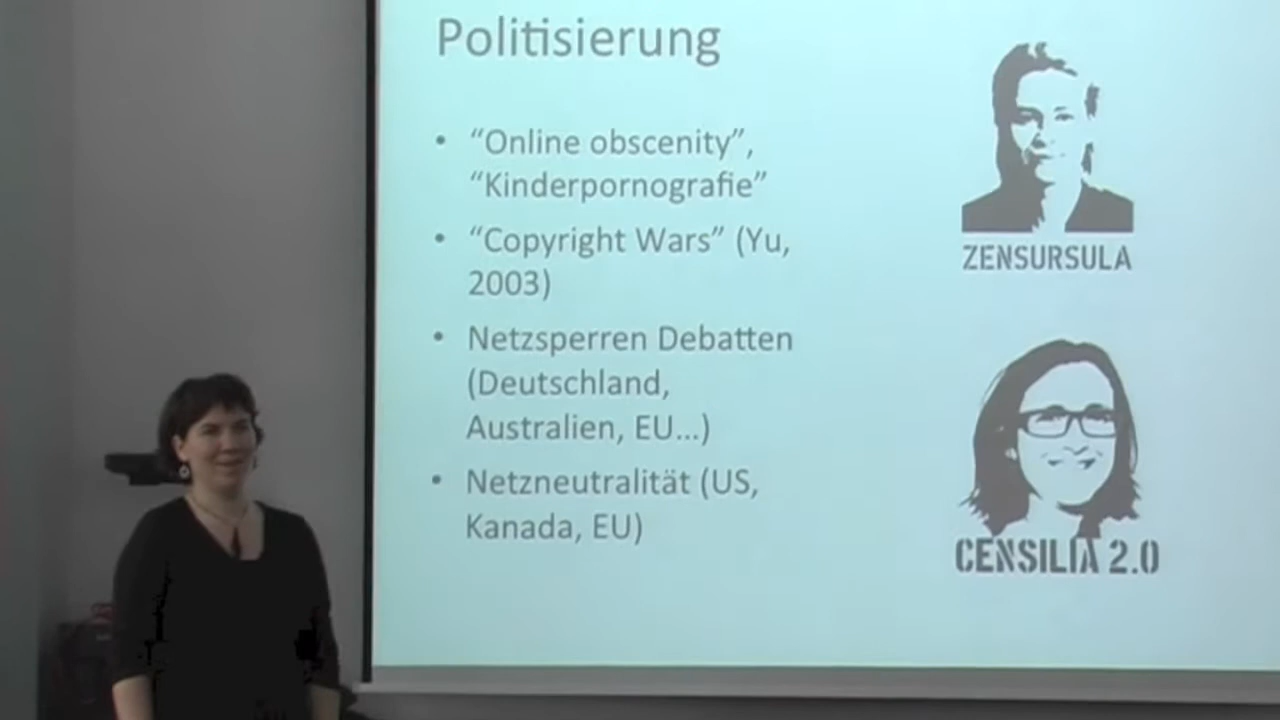 Politisierung
• “Online obscenity”,
“Kinderpornografie”
• “Copyright Wars” (Yu,
2003)
• Netzsperren Debatten
(Deutschland,
Australien, EU...)
• Netzneutralität (US,
Kanada, EU)
ZENSURSULA
CENSILIA 2.0